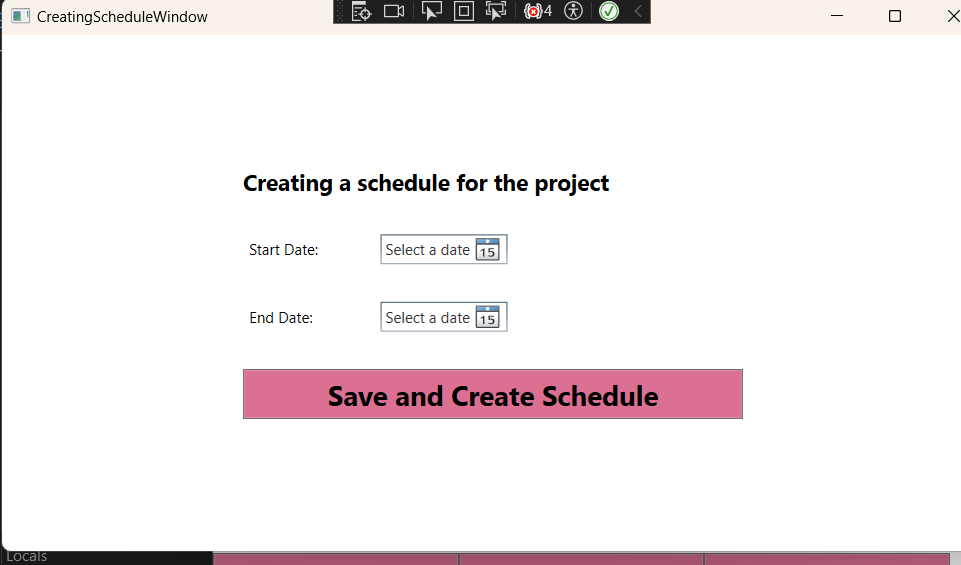 CreatingScheduleWindow
4
Creating a schedule for the project
Start Date:
Select a date 15
End Date:
Select a date 15
Save and Create Schedule
Locals